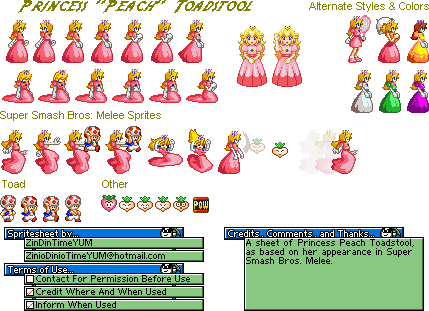 Princess "Peach" Toadstool
Alternate Styles & Colors
Super Smash Bros: Melee Sprites
Toad
Other
POW
Spritesheet by...
ZinDinTimeYUM
ZinioDinioTimeYUM@hotmail.com
Terms of Use...
Contact For Permission Before Use
Credit Where And When Used
Inform When Used
Credits, Comments, and Thanks...
A sheet of Princess Peach Toadstool,
as based on her appearance in Super
Smash Bros. Melee.